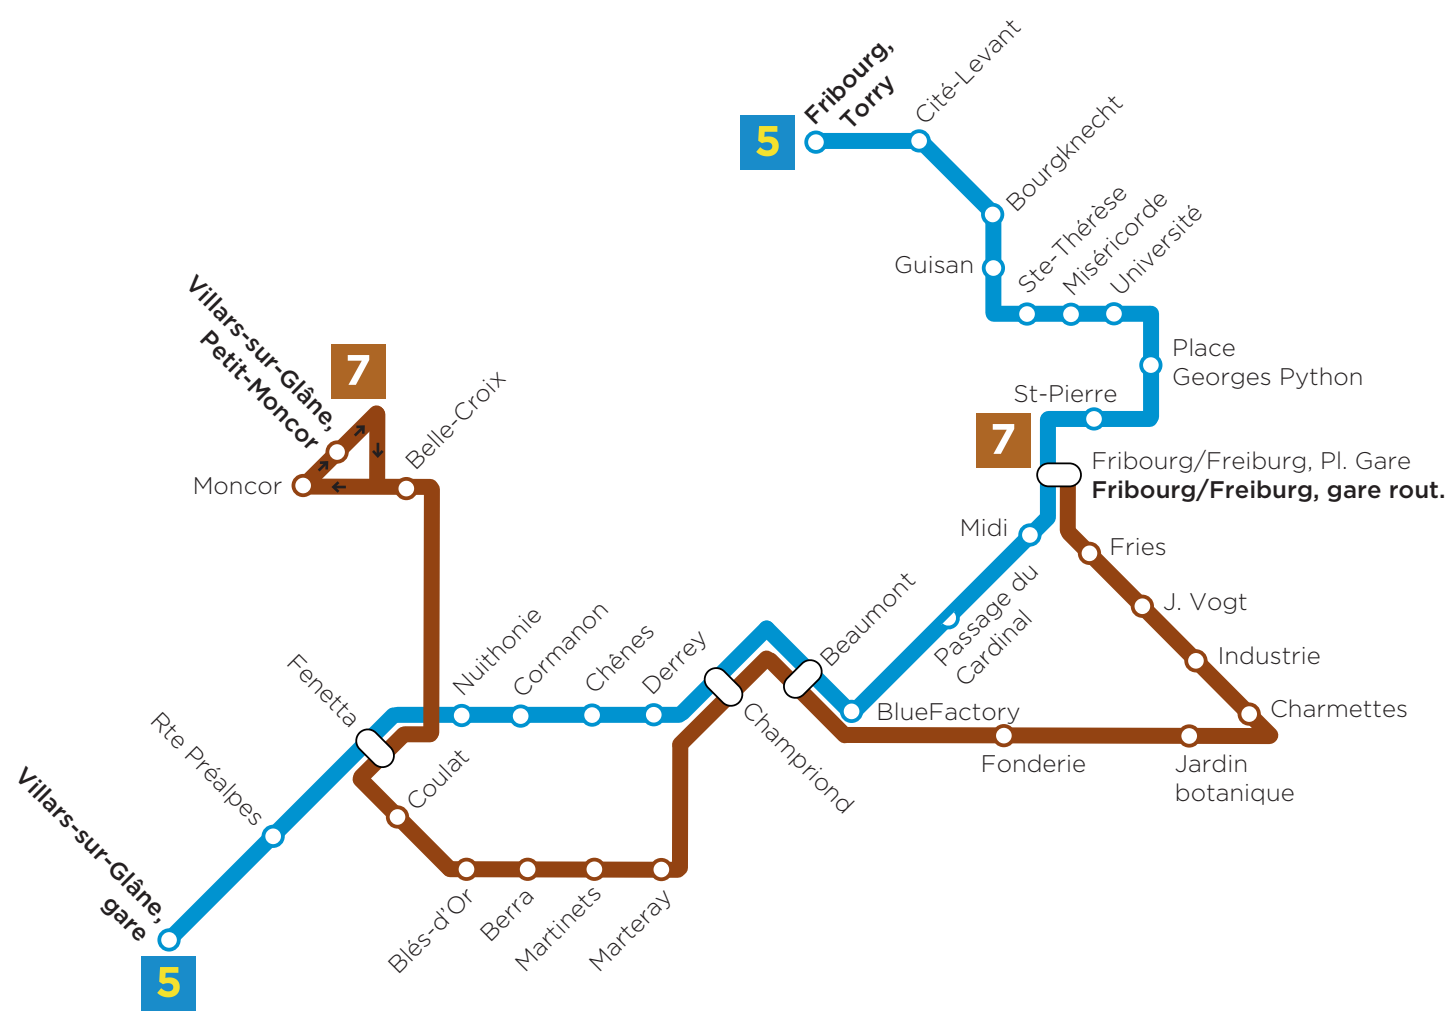 Fribourg,
Torry
Cité-Levant
5
Bourgknecht
Guisan
Ste-Thérèse
Miséricorde
Université
Place
Georges Python
St-Pierre
7
Fribourg/Freiburg, Pl. Gare
Fribourg/Freiburg, gare rout.
Villars-sur-Glâne,
Petit-Moncor
7
Belle-Croix
Moncor
Midi
Fries
Passage du
Cardinal
J. Vogt
Industrie
Charmettes
Beaumont
BlueFactory
Fonderie
Jardin
botanique
Nuithonie
Cormanon
Chênes
Derrey
Champriond
Fenetta
Rte Préalpes
Coulat
Villars-sur-Glâne,
gare
5
Blés-d'Or
Berra
Martinets
Marteray